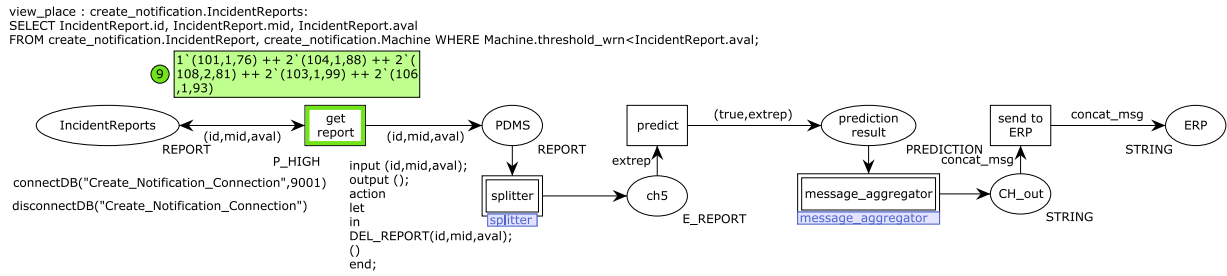 view_place : create_notification.IncidentReports:
SELECT IncidentReport.id, IncidentReport.mid, IncidentReport.aval
FROM create_notification.IncidentReport, create_notification.Machine WHERE Machine.threshold_wrn<IncidentReport.aval;
9
1`(101,1,76) ++ 2`(104,1,88) ++ 2`(
108,2,81) ++ 2`(103,1,99) ++ 2`(106
,1,93)
IncidentReports
(id,mid,aval)
REPORT
get
report
P_HIGH
(id,mid,aval)
PDMS
REPORT
predict
(true,extrep)
prediction
result
PREDICTION
send to
ERP
concat_msg
ERP
STRING
connectDB("Create_Notification_Connection",9001)
disconnectDB("Create_Notification_Connection")
input (id,mid,aval);
output ();
action
let
in
DEL_REPORT(id,mid,aval);
()
end;
splitter
splitter
extrep
ch5
E_REPORT
message_aggregator
message_aggregator
concat_msg
CH_out
STRING